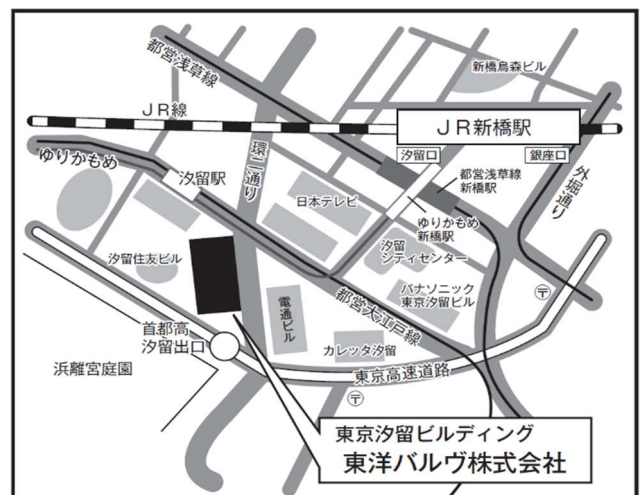 都営浅草線
新橋烏森ビル
JR線
JR新橋駅
汐留口
銀座口
ゆりかもめ
汐留駅
環二通り
日本テレビ
都営浅草線
新橋駅
外堀通り
ゆりかもめ
新橋駅
汐留
シティセンター
汐留住友ビル
パナソニック
東京汐留ビル
電通ビル
都営大江戸線
首都高
汐留出口
カレッタ汐留
東京高速道路
浜離宮庭園
〒
〒
東京汐留ビルディング
東洋バルヴ株式会社